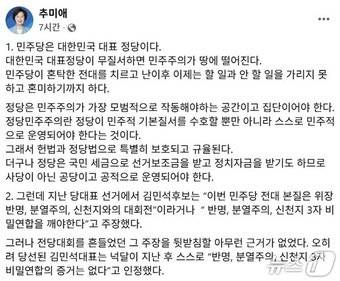 추미애
7시간
1. 민주당은 대한민국 대표 정당이다.
대한민국 대표정당이 무질서하면 민주주의가 땅에 떨어진다.
민주당이 혼탁한 전대를 치르고 난이후 이제는 할 일과 안 할 일을 가리지 못
하고 혼미하기까지 하다.
정당은 민주주의가 가장 모범적으로 작동해야하는 공간이고 집단이어야 한다.
정당민주주의란 정당이 민주적 기본질서를 수호할 뿐만 아니라 스스로 민주적
으로 운영되어야 한다는 것이다.
그래서 헌법과 정당법으로 특별히 보호되고 규율된다.
더구나 정당은 국민 세금으로 선거보조금을 받고 정치자금을 받기도 하므로
사당이 아닌 공당이고 공적으로 운영되어야 한다.
2. 그런데 지난 당대표 선거에서 김민석후보는 “이번 민주당 전대 본질은 위장
반명, 분열주의, 신천지와의 대회전”이라거나 “ 반명, 분열주의, 신천지 3자 비
밀연합을 깨야한다”고 주장했다.
그러나 전당대회를 흔들었던 그 주장을 뒷받침할 아무런 근거가 없었다. 오히
려 당선된 김민석대표는 넉달이 지난 후 스스로 “반명, 분열주의, 신천지 3자
비밀연합의 증거는 없다”고 인정했다.
뉴스1